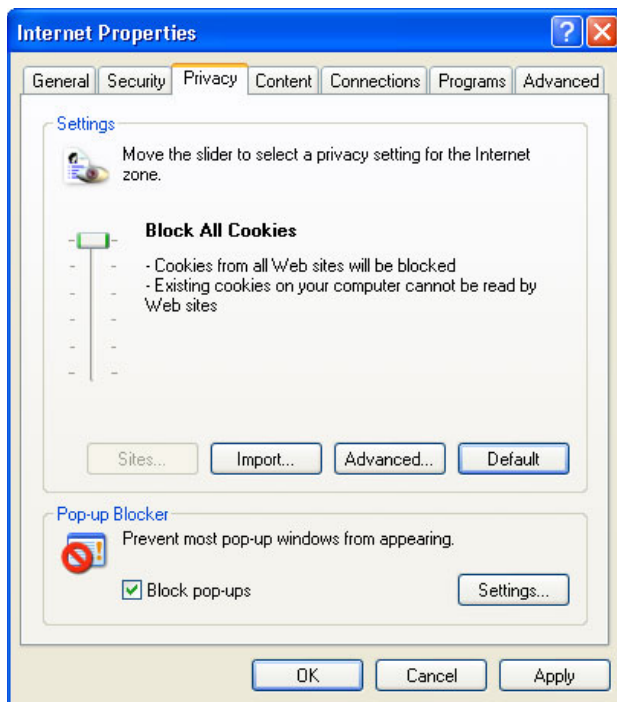 Internet Properties
General Security Privacy Content Connections Programs Advanced
Settings
Move the slider to select a privacy setting for the Internet
zone.
Block All Cookies
- Cookies from all Web sites will be blocked
- Existing cookies on your computer cannot be read by
Web sites
Sites... Import... Advanced... Default
Pop-up Blocker
Prevent most pop-up windows from appearing.
Block pop-ups Settings...
OK Cancel Apply